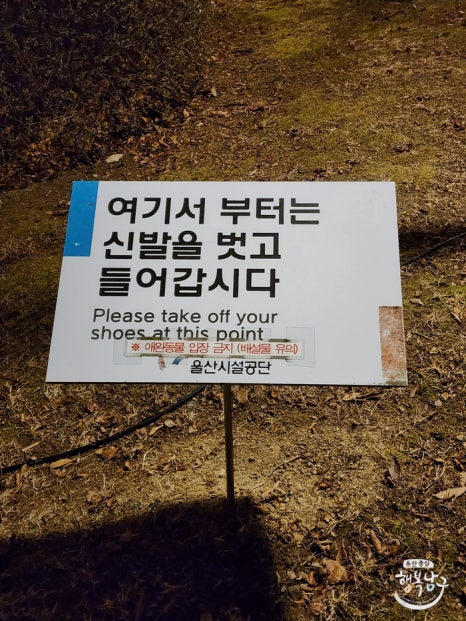 여기서 부터는
신발을 벗고
들어갑시다
Please take off your
shoes at this point
※ 애완동물 입장 금지 (배설물 유의)
울산시설공단
울산 중심
행복남구